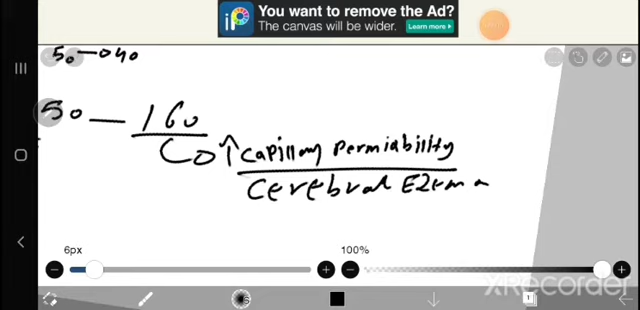 You want to remove the Ad?
The canvas will be wider.
Learn more
50 — 040
50 — 160
CO ↑ Capillary Permiability
Cerebral Ezema
6px
100%
XRecorder